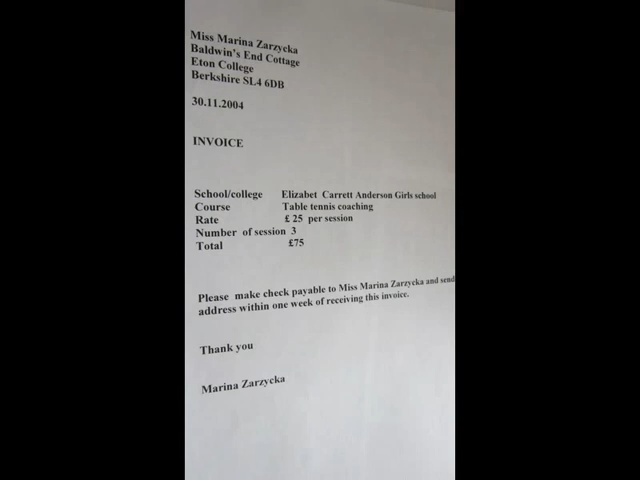 Miss Marina Zarzycka
Baldwin's End Cottage
Eton College
Berkshire SL4 6DB
30.11.2004
INVOICE
School/college Elizabet Carrett Anderson Girls school
Course Table tennis coaching
Rate £ 25 per session
Number of session 3
Total £75
Please make check payable to Miss Marina Zarzycka and send
address within one week of receiving this invoice.
Thank you
Marina Zarzycka